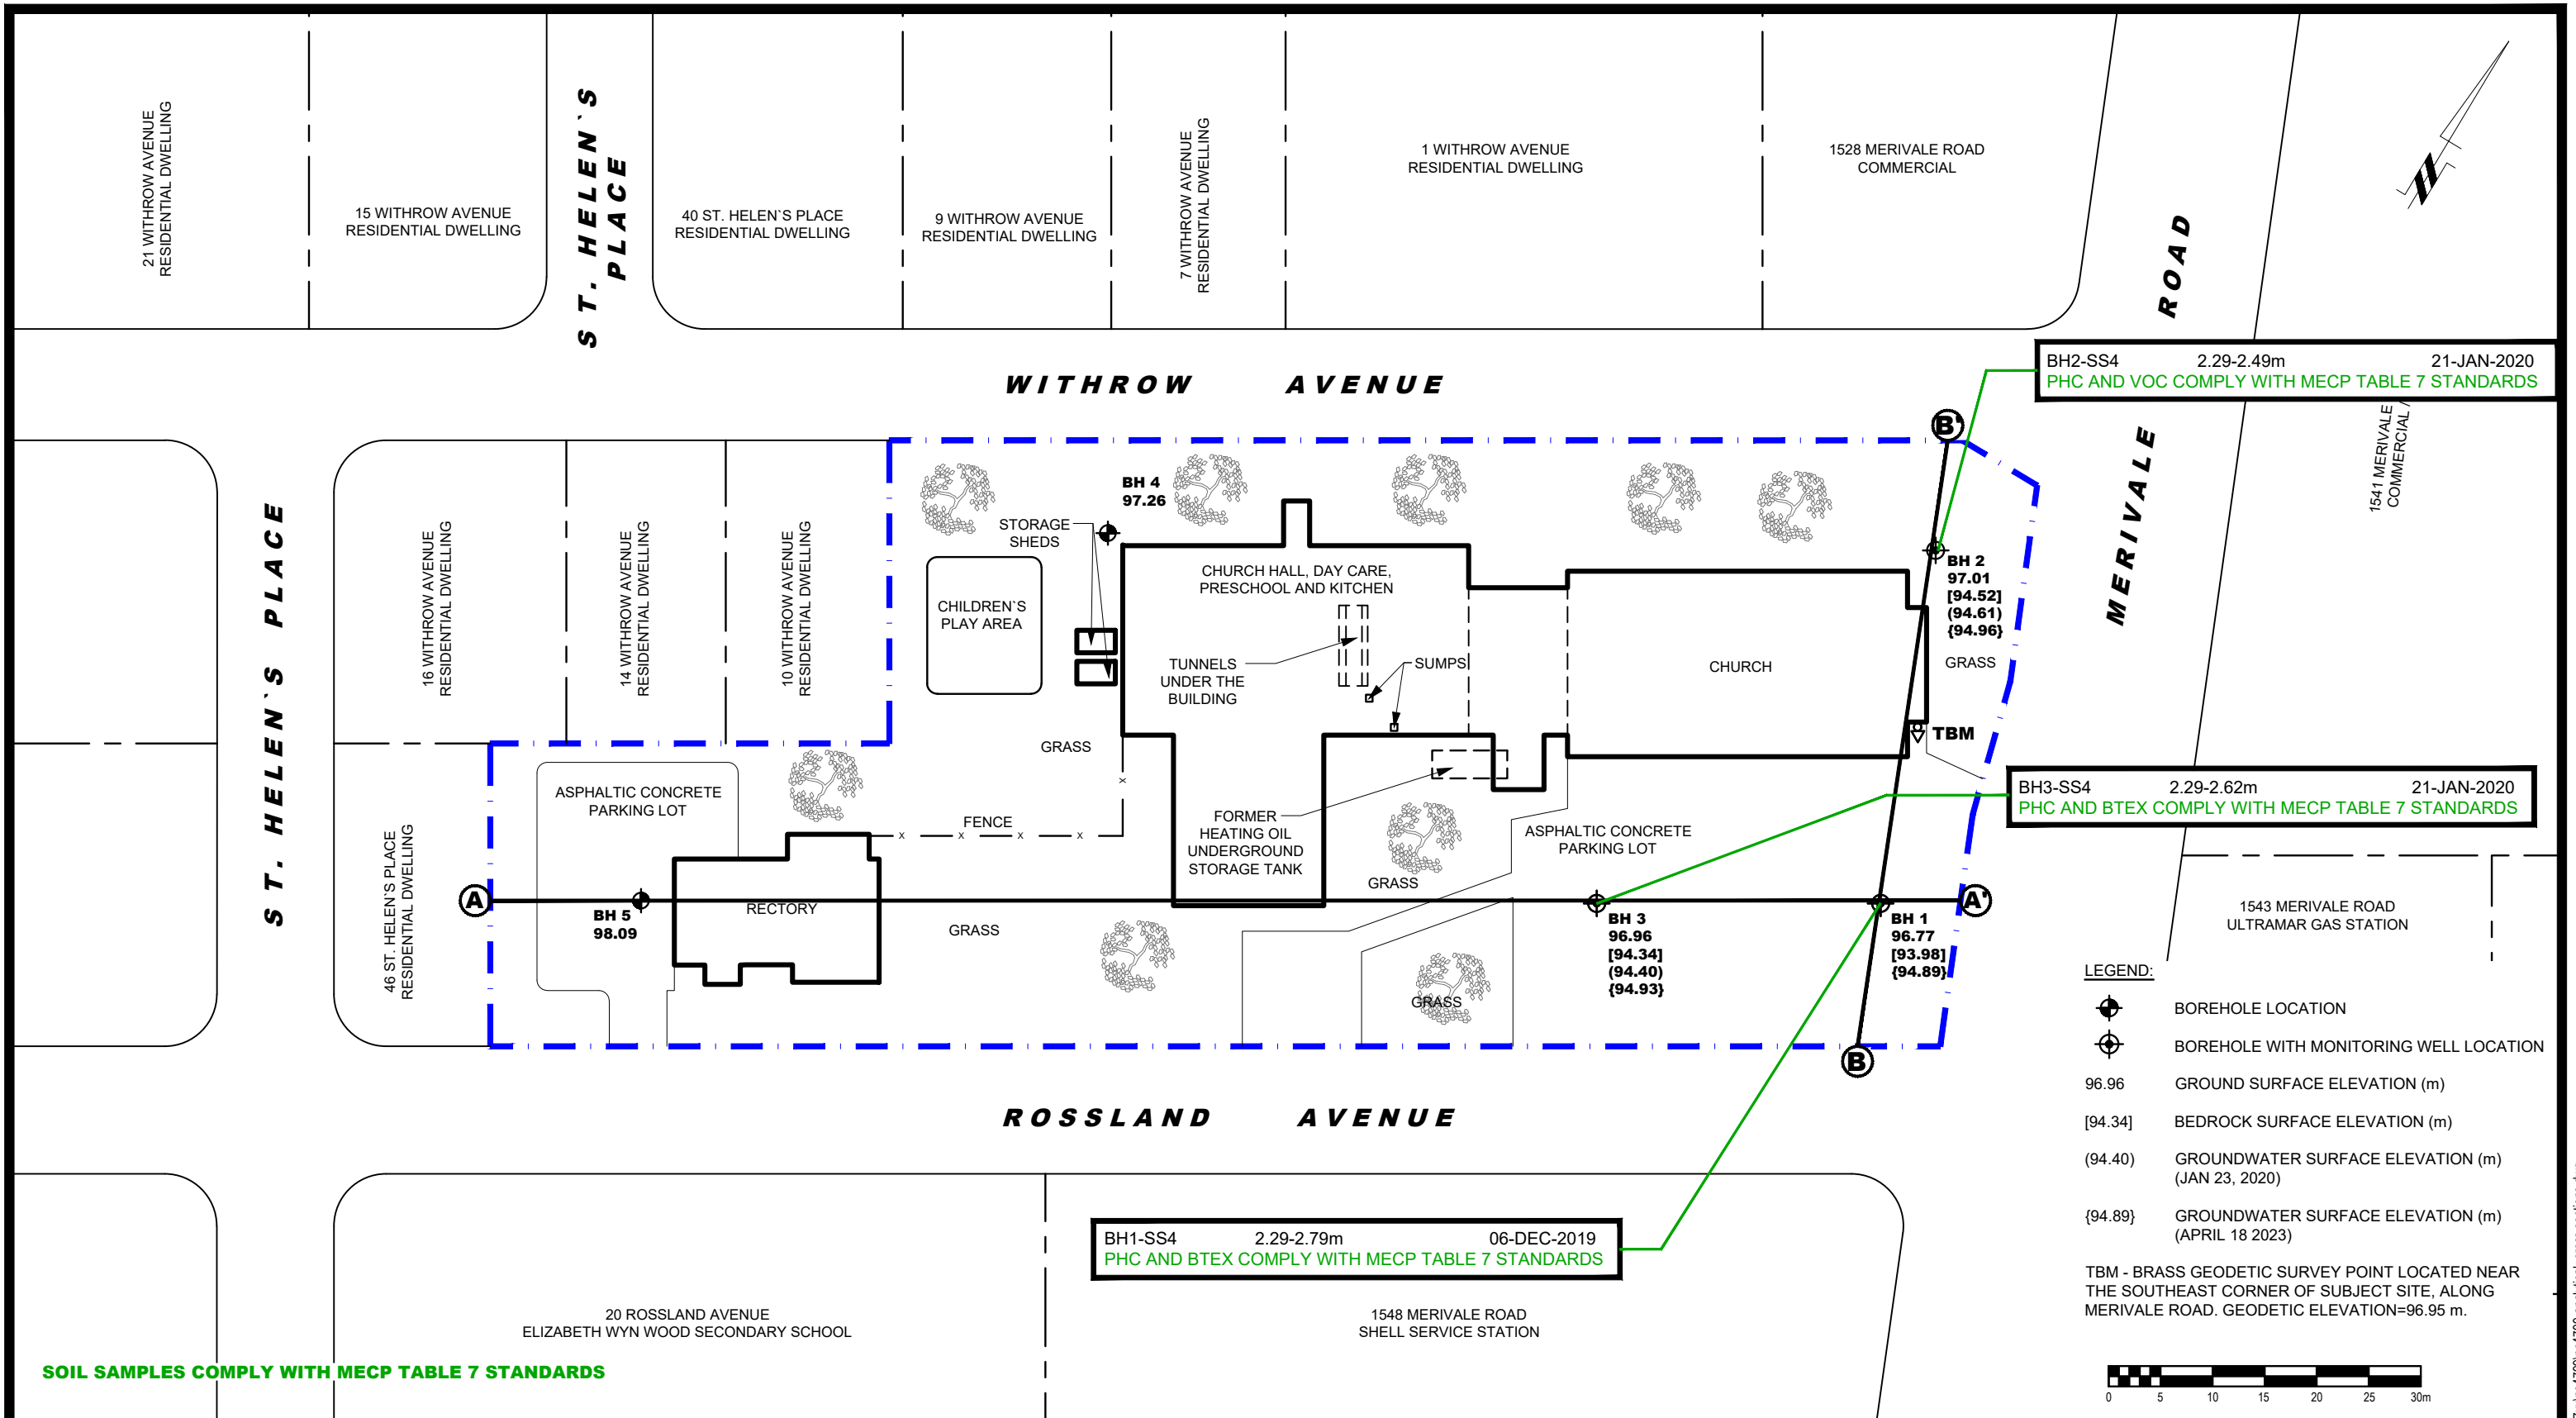 21 WITHROW AVENUE
RESIDENTIAL DWELLING
15 WITHROW AVENUE
RESIDENTIAL DWELLING
ST. HELEN`S
PLACE
40 ST. HELEN`S PLACE
RESIDENTIAL DWELLING
9 WITHROW AVENUE
RESIDENTIAL DWELLING
7 WITHROW AVENUE
RESIDENTIAL DWELLING
1 WITHROW AVENUE
RESIDENTIAL DWELLING
1528 MERIVALE ROAD
COMMERCIAL
MERIVALE ROAD
WITHROW AVENUE
BH2-SS4 2.29-2.49m 21-JAN-2020
PHC AND VOC COMPLY WITH MECP TABLE 7 STANDARDS
1541 MERIVALE
COMMERCIAL /
B'
ST. HELEN`S PLACE
16 WITHROW AVENUE
RESIDENTIAL DWELLING
14 WITHROW AVENUE
RESIDENTIAL DWELLING
10 WITHROW AVENUE
RESIDENTIAL DWELLING
BH 4
97.26
STORAGE
SHEDS
CHILDREN`S
PLAY AREA
CHURCH HALL, DAY CARE,
PRESCHOOL AND KITCHEN
TUNNELS
UNDER THE
BUILDING
SUMPS
CHURCH
BH 2
97.01
[94.52]
(94.61)
{94.96}
GRASS
TBM
GRASS
ASPHALTIC CONCRETE
PARKING LOT
FENCE
x
x
x
x
x
FORMER
HEATING OIL
UNDERGROUND
STORAGE TANK
ASPHALTIC CONCRETE
PARKING LOT
GRASS
BH3-SS4 2.29-2.62m 21-JAN-2020
PHC AND BTEX COMPLY WITH MECP TABLE 7 STANDARDS
46 ST. HELEN`S PLACE
RESIDENTIAL DWELLING
A
BH 5
98.09
RECTORY
GRASS
GRASS
BH 3
96.96
[94.34]
(94.40)
{94.93}
BH 1
96.77
[93.98]
{94.89}
A'
B
1543 MERIVALE ROAD
ULTRAMAR GAS STATION
ROSSLAND AVENUE
BH1-SS4 2.29-2.79m 06-DEC-2019
PHC AND BTEX COMPLY WITH MECP TABLE 7 STANDARDS
20 ROSSLAND AVENUE
ELIZABETH WYN WOOD SECONDARY SCHOOL
1548 MERIVALE ROAD
SHELL SERVICE STATION
SOIL SAMPLES COMPLY WITH MECP TABLE 7 STANDARDS
LEGEND:
BOREHOLE LOCATION
BOREHOLE WITH MONITORING WELL LOCATION
96.96 GROUND SURFACE ELEVATION (m)
[94.34] BEDROCK SURFACE ELEVATION (m)
(94.40) GROUNDWATER SURFACE ELEVATION (m)
(JAN 23, 2020)
{94.89} GROUNDWATER SURFACE ELEVATION (m)
(APRIL 18 2023)
TBM - BRASS GEODETIC SURVEY POINT LOCATED NEAR
THE SOUTHEAST CORNER OF SUBJECT SITE, ALONG
MERIVALE ROAD. GEODETIC ELEVATION=96.95 m.
0 5 10 15 20 25 30m